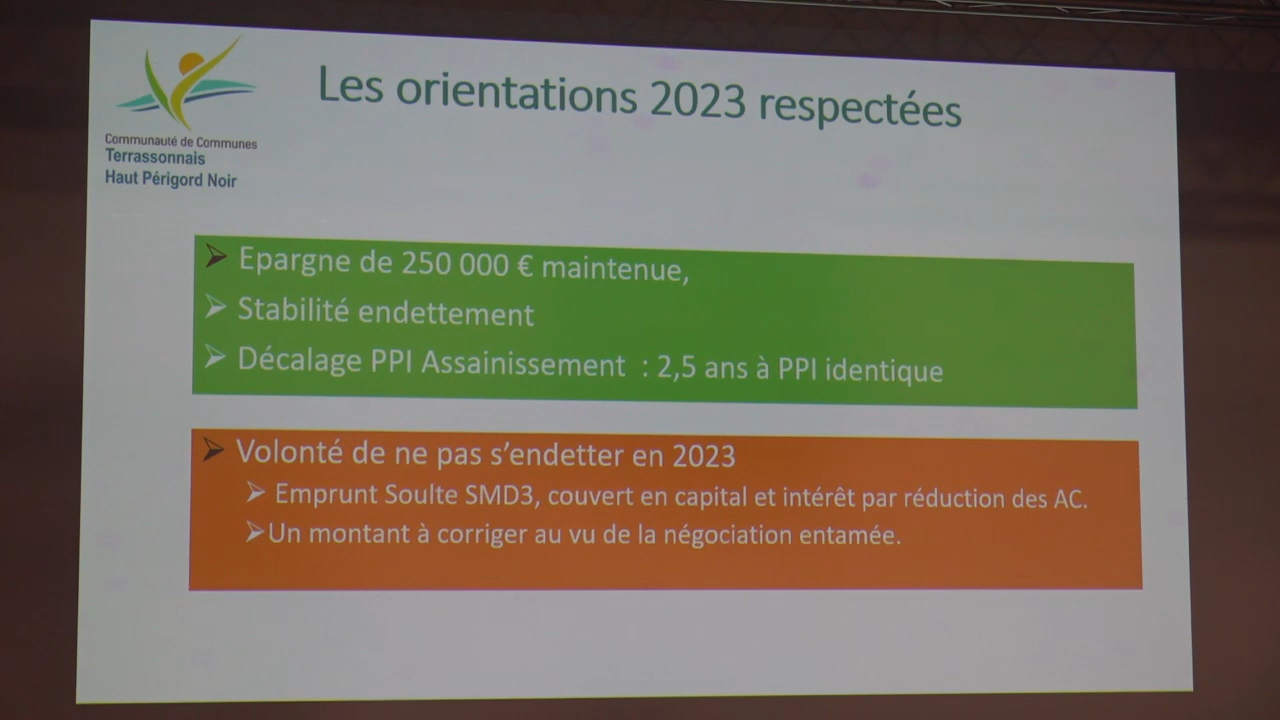 Les orientations 2023 respectées
Communauté de Communes
Terrassonnais
Haut Périgord Noir
Epargne de 250 000 € maintenue,
Stabilité endettement
Décalage PPI Assainissement : 2,5 ans à PPI identique
Volonté de ne pas s’endetter en 2023
Emprunt Soulte SMD3, couvert en capital et intérêt par réduction des AC.
Un montant à corriger au vu de la négociation entamée.